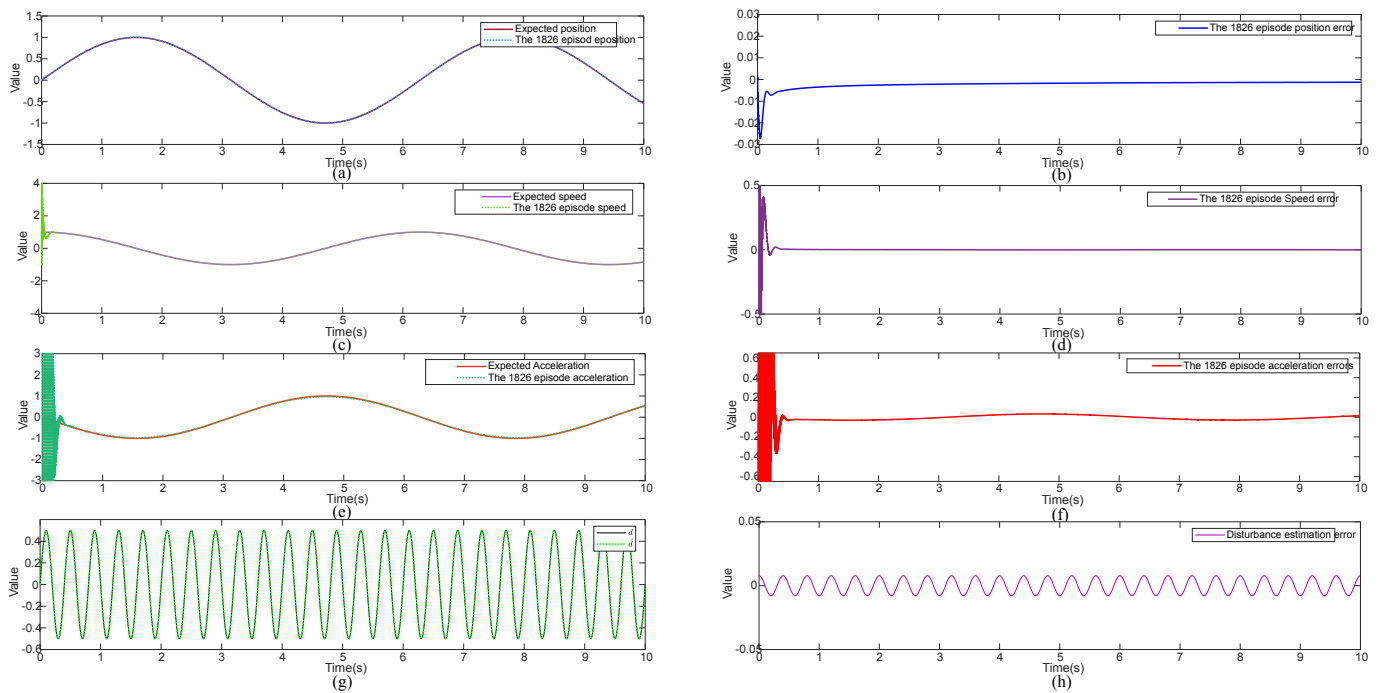 1.5
1
0.5
0
-0.5
-1
-1.5
Value
Expected position
The 1826 episod eposition
0 1 2 3 4 5 6 7 8 9 10
Time(s)
(a)
0.03
0.02
0.01
0
-0.01
-0.02
-0.03
Value
The 1826 episode position error
0 1 2 3 4 5 6 7 8 9 10
Time(s)
(b)
4
2
0
-2
-4
Value
Expected speed
The 1826 episode speed
0 1 2 3 4 5 6 7 8 9 10
Time(s)
(c)
0.5
0
-0.5
Value
The 1826 episode Speed error
0 1 2 3 4 5 6 7 8 9 10
Time(s)
(d)
3
2
1
0
-1
-2
-3
Value
Expected Acceleration
The 1826 episode acceleration
0 1 2 3 4 5 6 7 8 9 10
Time(s)
(e)
0.6
0.4
0.2
0
-0.2
-0.4
-0.6
Value
The 1826 episode acceleration errors
0 1 2 3 4 5 6 7 8 9 10
Time(s)
(f)
0.4
0.2
0
-0.2
-0.4
-0.6
Value
d
d̂
0 1 2 3 4 5 6 7 8 9 10
Time(s)
(g)
0.05
0
-0.05
Value
Disturbance estimation error
0 1 2 3 4 5 6 7 8 9 10
Time(s)
(h)